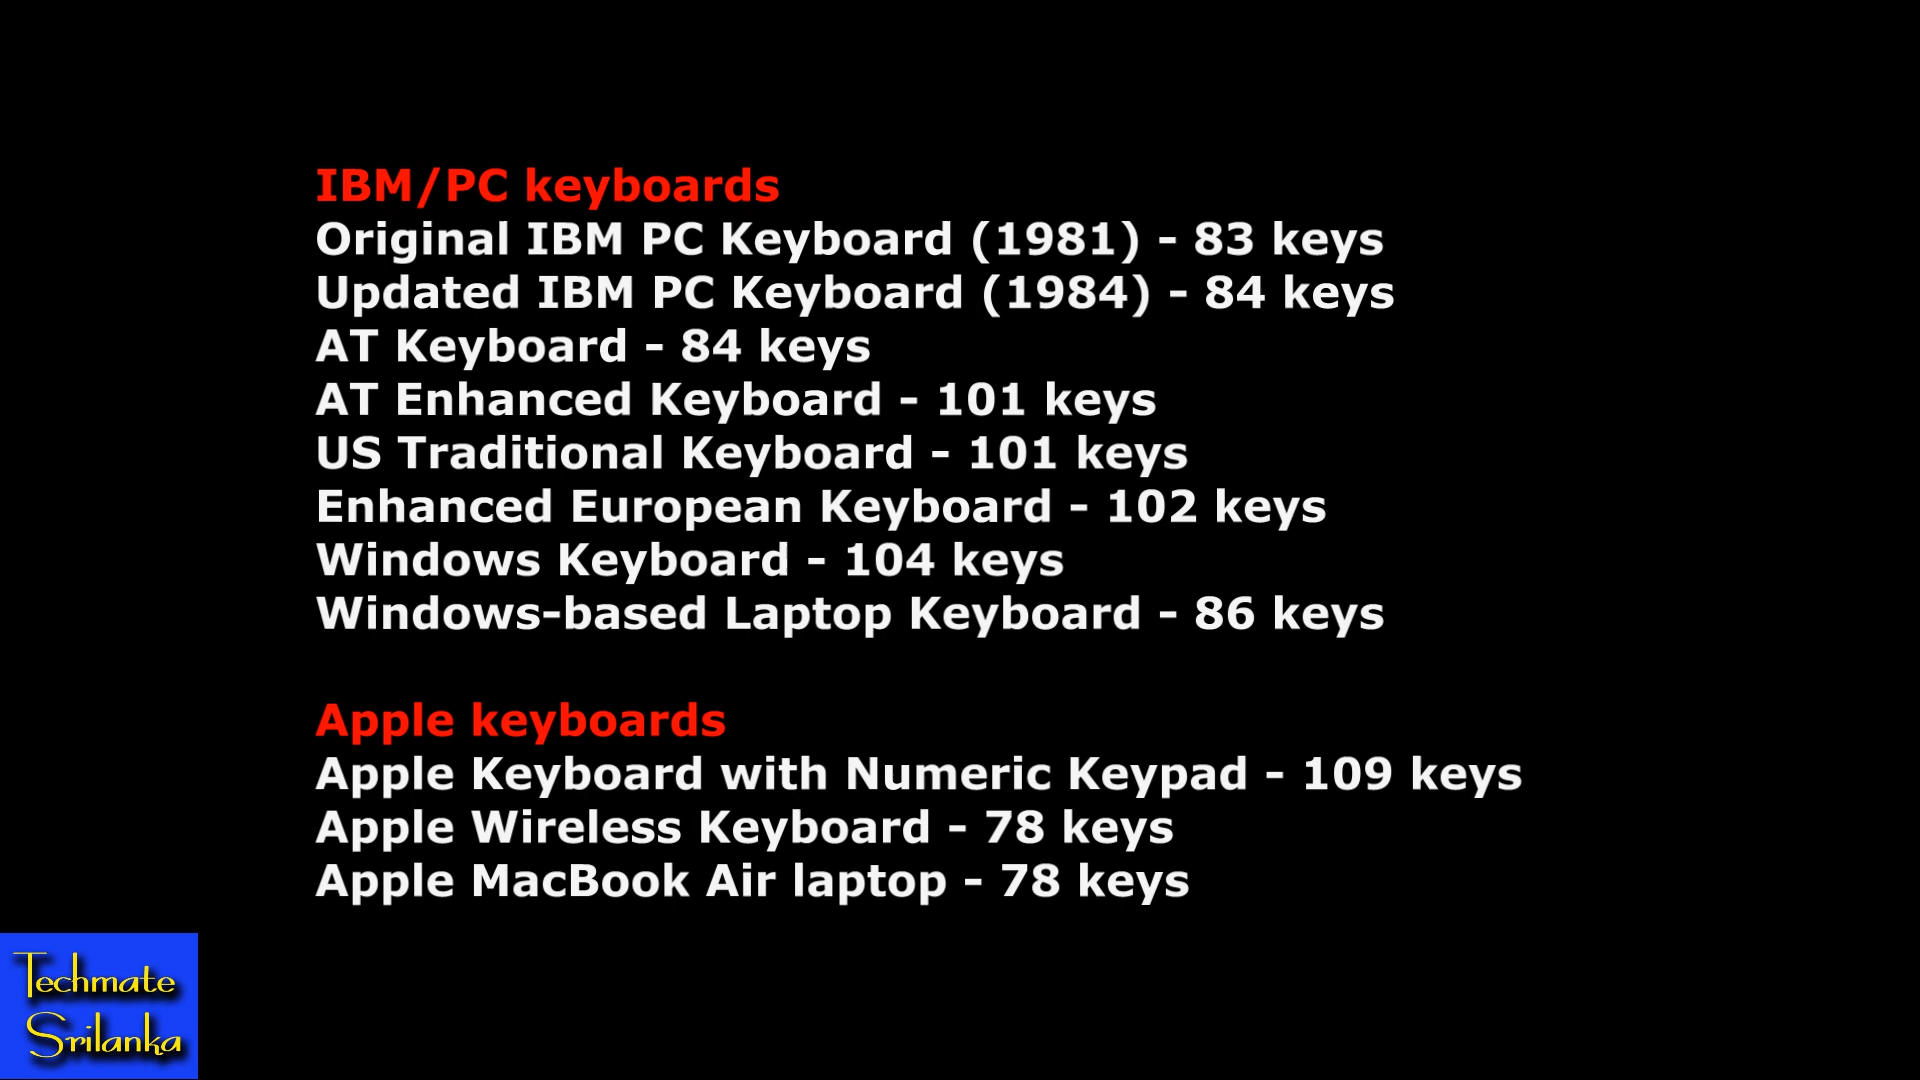 IBM/PC keyboards
Original IBM PC Keyboard (1981) - 83 keys
Updated IBM PC Keyboard (1984) - 84 keys
AT Keyboard - 84 keys
AT Enhanced Keyboard - 101 keys
US Traditional Keyboard - 101 keys
Enhanced European Keyboard - 102 keys
Windows Keyboard - 104 keys
Windows-based Laptop Keyboard - 86 keys
Apple keyboards
Apple Keyboard with Numeric Keypad - 109 keys
Apple Wireless Keyboard - 78 keys
Apple MacBook Air laptop - 78 keys
Techmate
Srilanka